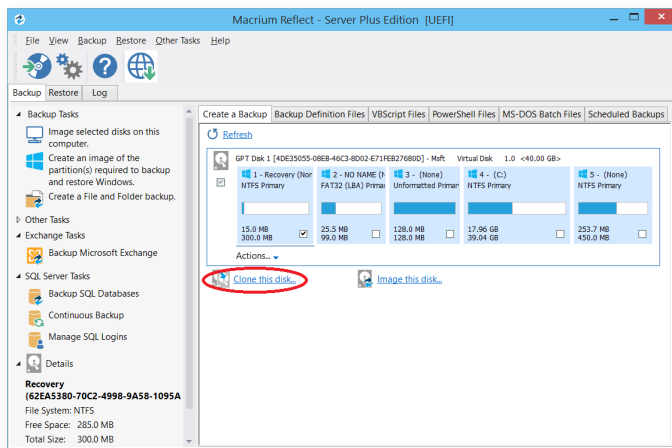 Macrium Reflect - Server Plus Edition [UEFI]
File View Backup Restore Other Tasks Help
Backup Restore Log
Backup Tasks
Image selected disks on this
computer.
Create an image of the
partition(s) required to backup
and restore Windows.
Create a File and Folder backup.
Other Tasks
Exchange Tasks
Backup Microsoft Exchange
SQL Server Tasks
Backup SQL Databases
Continuous Backup
Manage SQL Logins
Details
Recovery
{62EA5380-70C2-4998-9A58-1095A
File System: NTFS
Free Space: 285.0 MB
Total Size: 300.0 MB
Create a Backup Backup Definition Files VBScript Files PowerShell Files MS-DOS Batch Files Scheduled Backups
Refresh
GPT Disk 1 [4DE35055-08EB-46C3-8D02-E71FEB27680D] - Msft Virtual Disk 1.0 <40.00 GB>
1 - Recovery (Non
NTFS Primary
15.0 MB
300.0 MB
2 - NO NAME (N
FAT32 (LBA) Primar
25.5 MB
99.0 MB
3 - (None)
Unformatted Primar
128.0 MB
128.0 MB
4 - (C:)
NTFS Primary
17.96 GB
39.04 GB
5 - (None)
NTFS Primary
253.7 MB
450.0 MB
Actions...
Clone this disk...
Image this disk...